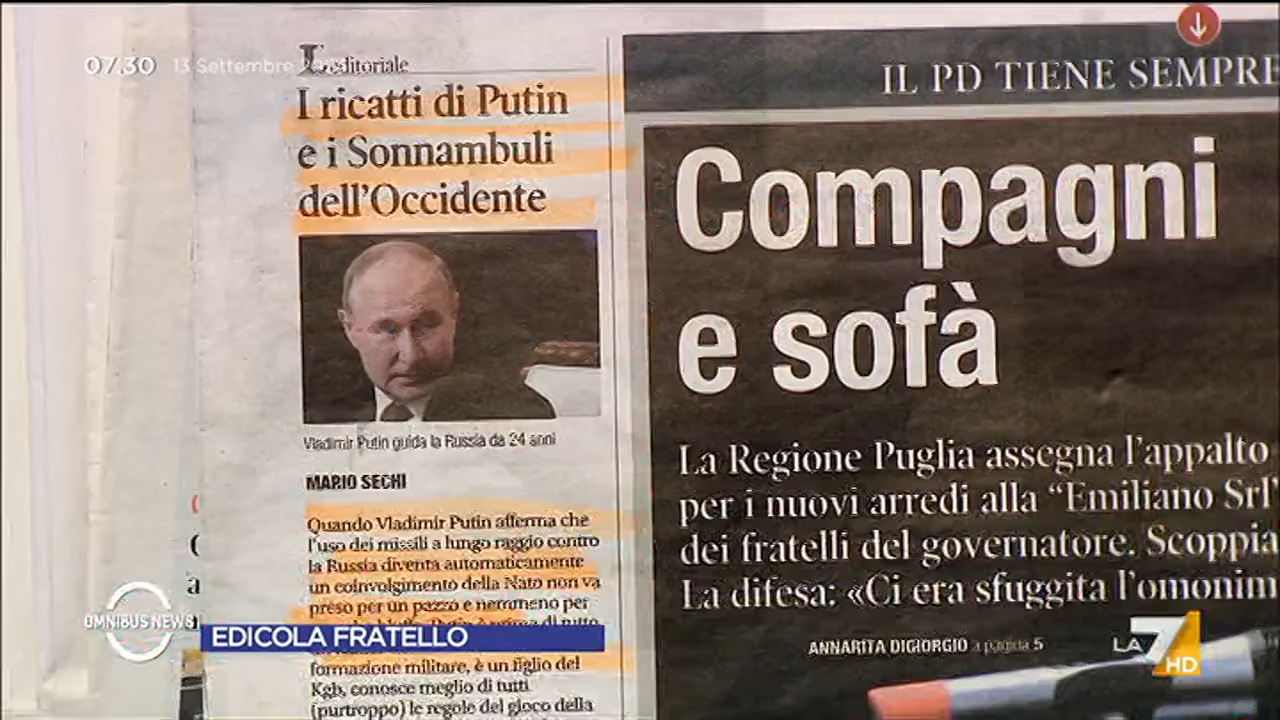 07.30 13 Settembre
L'editoriale
I ricatti di Putin
e i Sonnambuli
dell'Occidente
Vladimir Putin guida la Russia da 24 anni
MARIO SECHI
Quando Vladimir Putin afferma che
l'uso dei missili a lungo raggio contro
la Russia diventa automaticamente
un coinvolgimento della Nato non va
preso per un pazzo e nemmeno per
formazione militare, è un figlio del
Kgb, conosce meglio di tutti
(purtroppo) le regole del gioco della
IL PD TIENE SEMPRE
Compagni
e sofà
La Regione Puglia assegna l'appalto
per i nuovi arredi alla “Emiliano Srl”
dei fratelli del governatore. Scoppia
La difesa: «Ci era sfuggita l'omonim
ANNARITA DIGIORGIO a pagina 5
OMNIBUS NEWS
EDICOLA FRATELLO
LA 7 HD